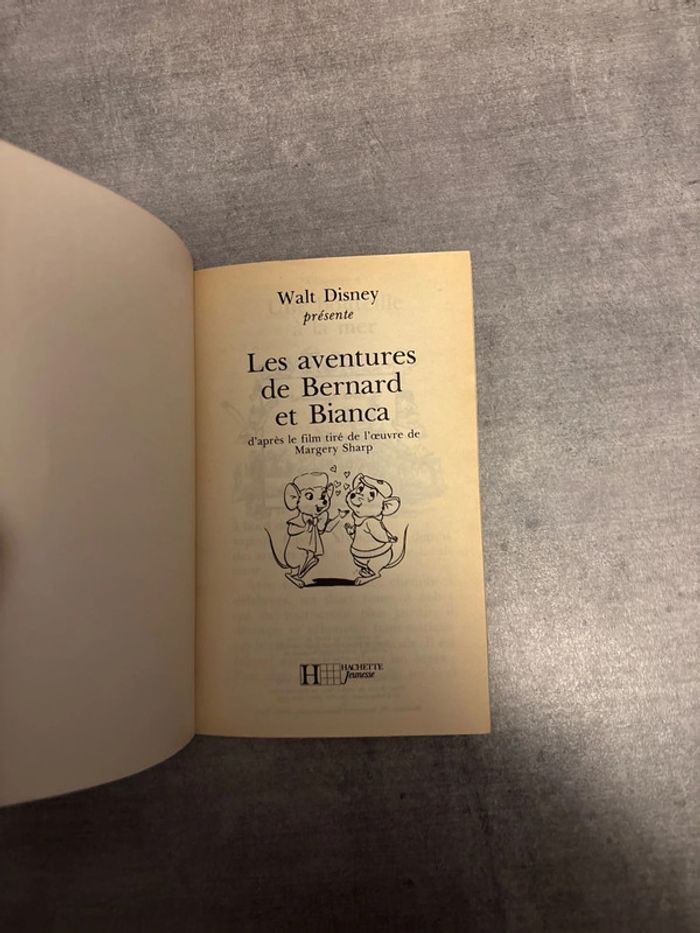 Walt Disney
présente
Les aventures
de Bernard
et Bianca
d'après le film tiré de l'œuvre de
Margery Sharp
H HACHETTE
Jeunesse